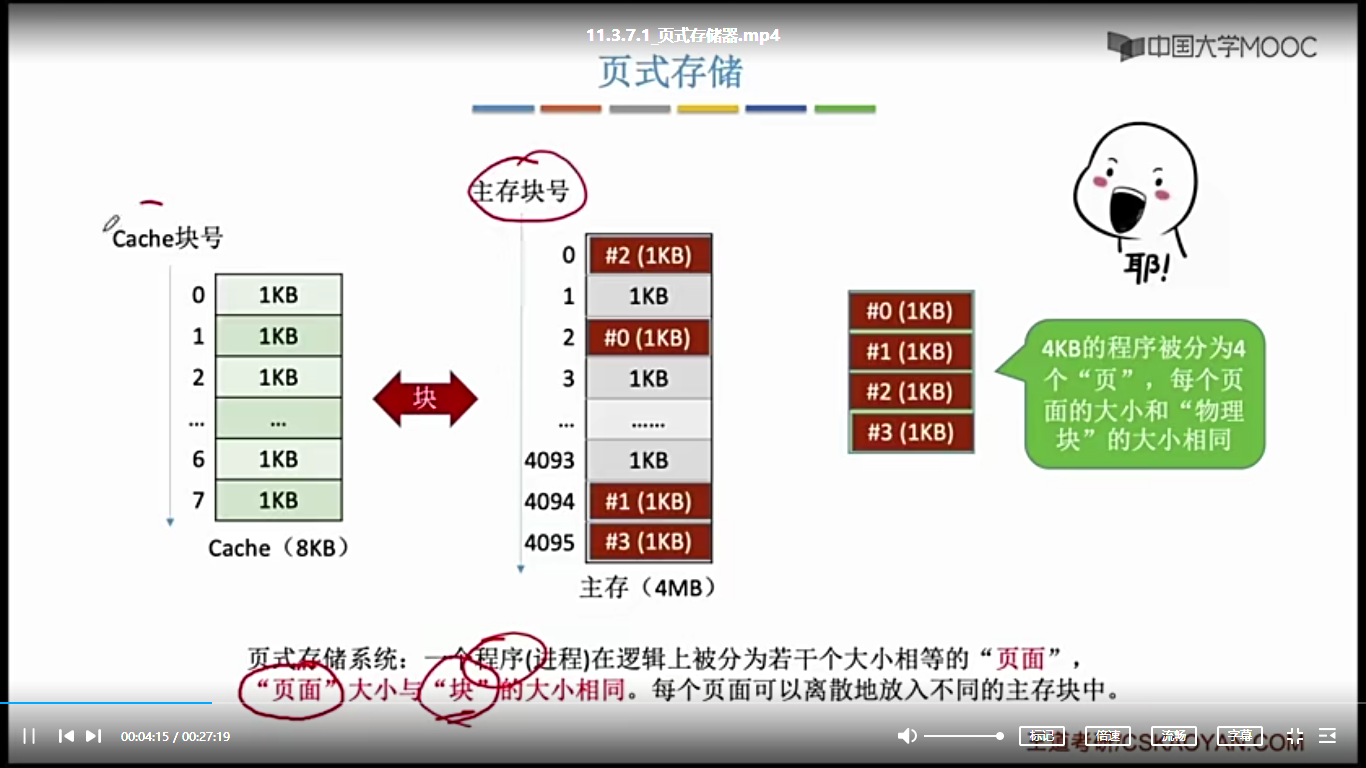 11.3.7.1_页式存储器.mp4
中国大学MOOC
页式存储
主存块号
Cache块号
0 1KB
1 1KB
2 1KB
... ...
6 1KB
7 1KB
Cache（8KB）
块
0 #2 (1KB)
1 1KB
2 #0 (1KB)
3 1KB
... ......
4093 1KB
4094 #1 (1KB)
4095 #3 (1KB)
主存（4MB）
耶!
#0 (1KB)
#1 (1KB)
#2 (1KB)
#3 (1KB)
4KB的程序被分为4
个“页”，每个页
面的大小和“物理
块”的大小相同
页式存储系统：一个程序(进程)在逻辑上被分为若干个大小相等的“页面”，
“页面”大小与“块”的大小相同。每个页面可以离散地放入不同的主存块中。
00:04:15 / 00:27:19
标记
倍速
流畅
字幕
王道考研/CSKAOYAN.COM